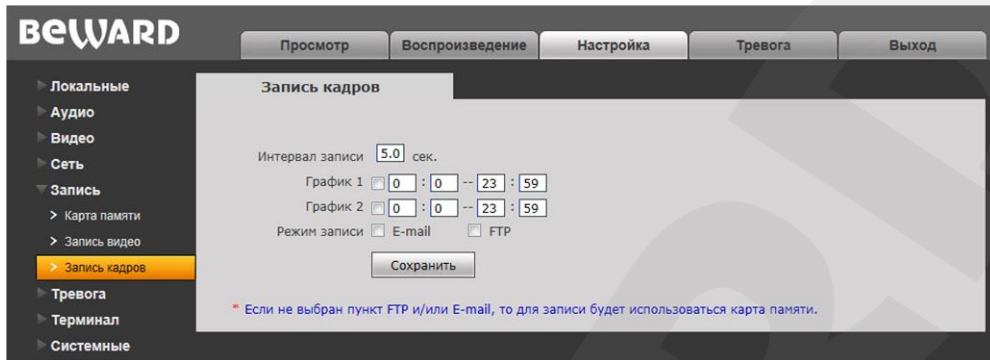 BEWARD
Просмотр Воспроизведение Настройка Тревога Выход
Локальные
Аудио
Видео
Сеть
Запись
> Карта памяти
> Запись видео
> Запись кадров
Тревога
Терминал
Системные
Запись кадров
Интервал записи 5.0 сек.
График 1 0 : 0 -- 23 : 59
График 2 0 : 0 -- 23 : 59
Режим записи E-mail FTP
Сохранить
* Если не выбран пункт FTP и/или E-mail, то для записи будет использоваться карта памяти.